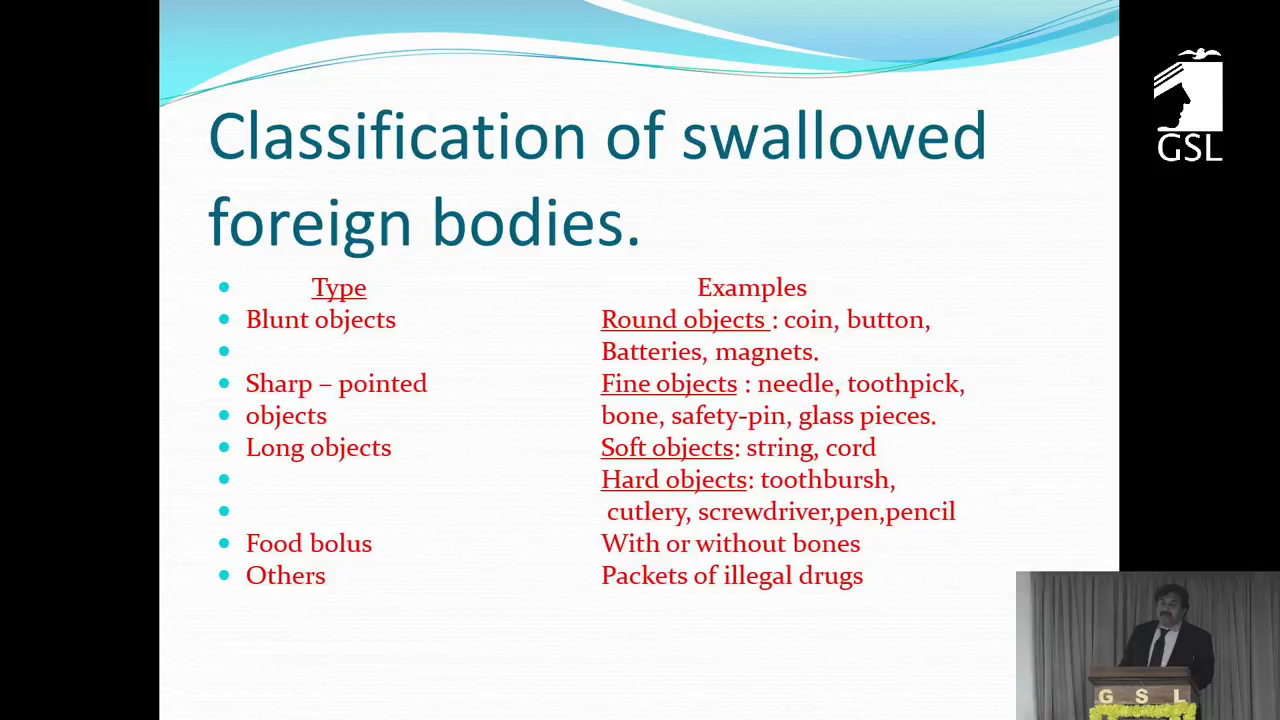 Classification of swallowed
foreign bodies.
Type Examples
Blunt objects Round objects : coin, button,
Batteries, magnets.
Sharp – pointed Fine objects : needle, toothpick,
objects bone, safety-pin, glass pieces.
Long objects Soft objects: string, cord
Hard objects: toothbursh,
cutlery, screwdriver,pen,pencil
Food bolus With or without bones
Others Packets of illegal drugs
GSL
G S L